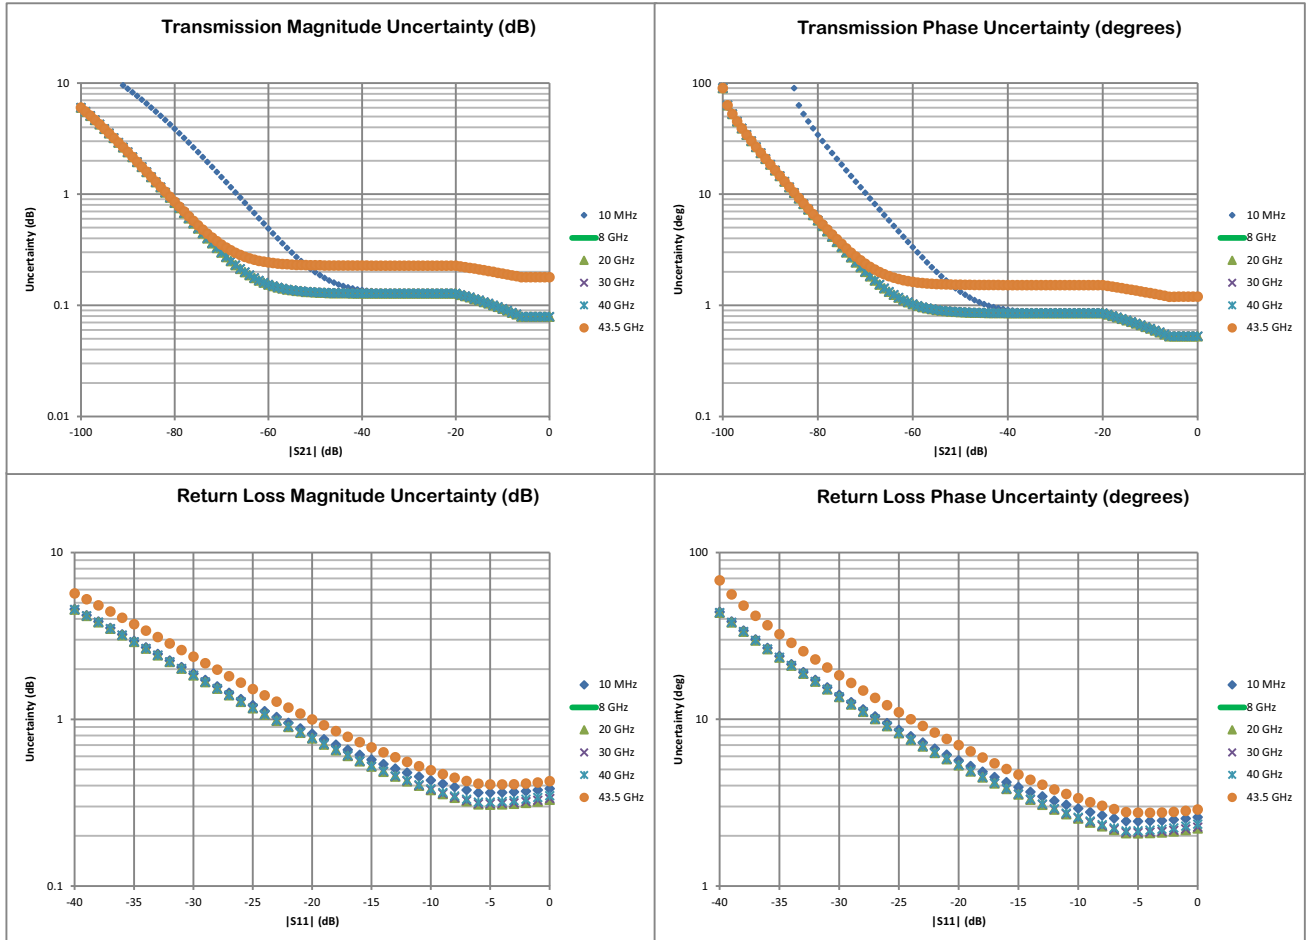 Transmission Magnitude Uncertainty (dB)
10
1
0.1
0.01
Uncertainty (dB)
-100
-80
-60
-40
-20
0
|S21| (dB)
10 MHz
8 GHz
20 GHz
30 GHz
40 GHz
43.5 GHz
Transmission Phase Uncertainty (degrees)
100
10
1
0.1
Uncertainty (deg)
-100
-80
-60
-40
-20
0
|S21| (dB)
10 MHz
8 GHz
20 GHz
30 GHz
40 GHz
43.5 GHz
Return Loss Magnitude Uncertainty (dB)
10
1
0.1
Uncertainty (dB)
-40
-35
-30
-25
-20
-15
-10
-5
0
|S11| (dB)
10 MHz
8 GHz
20 GHz
30 GHz
40 GHz
43.5 GHz
Return Loss Phase Uncertainty (degrees)
100
10
1
Uncertainty (deg)
-40
-35
-30
-25
-20
-15
-10
-5
0
|S11| (dB)
10 MHz
8 GHz
20 GHz
30 GHz
40 GHz
43.5 GHz